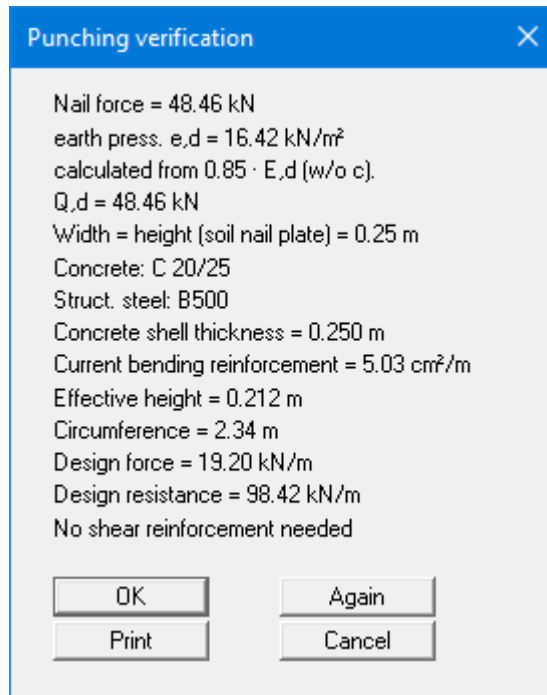 Punching verification
Nail force = 48.46 kN
earth press. e,d = 16.42 kN/m²
calculated from 0.85 · E,d (w/o c).
Q,d = 48.46 kN
Width = height (soil nail plate) = 0.25 m
Concrete: C 20/25
Struct. steel: B500
Concrete shell thickness = 0.250 m
Current bending reinforcement = 5.03 cm²/m
Effective height = 0.212 m
Circumference = 2.34 m
Design force = 19.20 kN/m
Design resistance = 98.42 kN/m
No shear reinforcement needed
OK Again
Print Cancel